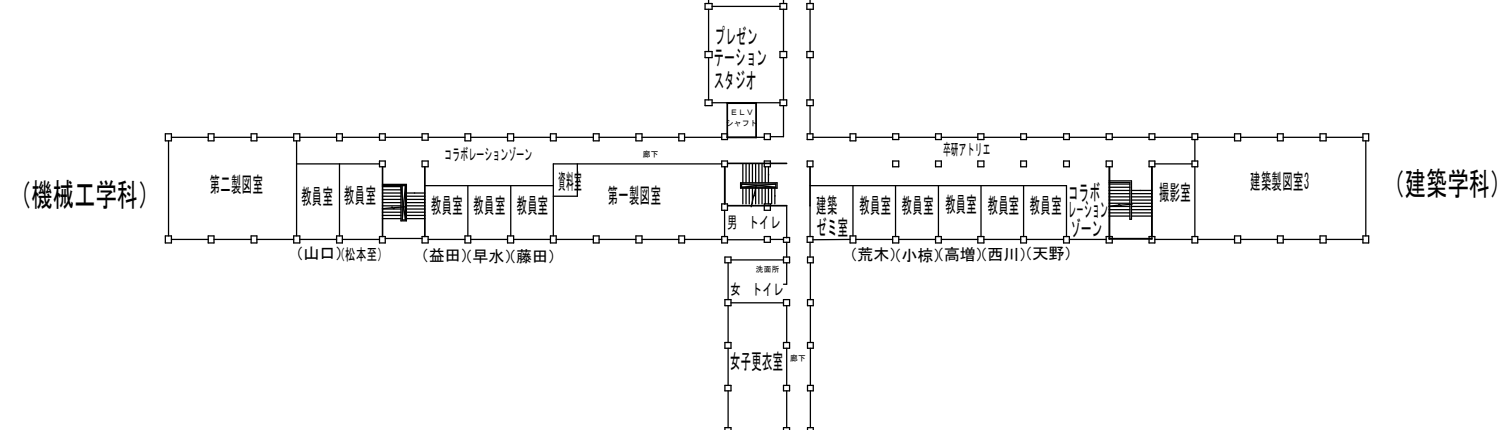 プレゼン
テーション
スタジオ
ELV
シャフト
コラボレーションゾーン
廊下
卒研アトリエ
(機械工学科)
第二製図室
教員室
教員室
教員室
教員室
教員室
資料室
第一製図室
男 トイレ
建築
ゼミ室
教員室
教員室
教員室
教員室
教員室
コラボ
レーション
ゾーン
撮影室
建築製図室3
(建築学科)
(山口)(松本至)
(益田)(早水)(藤田)
(荒木)(小椋)(高増)(西川)(天野)
洗面所
女 トイレ
女子更衣室
廊下